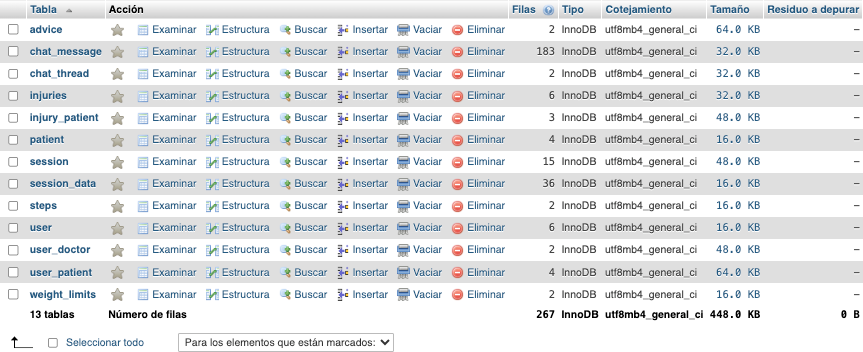 Tabla Acción Filas Tipo Cotejamiento Tamaño Residuo a depurar
advice Examinar Estructura Buscar Insertar Vaciar Eliminar 2 InnoDB utf8mb4_general_ci 64.0 KB –
chat_message Examinar Estructura Buscar Insertar Vaciar Eliminar 183 InnoDB utf8mb4_general_ci 32.0 KB –
chat_thread Examinar Estructura Buscar Insertar Vaciar Eliminar 2 InnoDB utf8mb4_general_ci 32.0 KB –
injuries Examinar Estructura Buscar Insertar Vaciar Eliminar 6 InnoDB utf8mb4_general_ci 32.0 KB –
injury_patient Examinar Estructura Buscar Insertar Vaciar Eliminar 3 InnoDB utf8mb4_general_ci 48.0 KB –
patient Examinar Estructura Buscar Insertar Vaciar Eliminar 4 InnoDB utf8mb4_general_ci 16.0 KB –
session Examinar Estructura Buscar Insertar Vaciar Eliminar 15 InnoDB utf8mb4_general_ci 48.0 KB –
session_data Examinar Estructura Buscar Insertar Vaciar Eliminar 36 InnoDB utf8mb4_general_ci 16.0 KB –
steps Examinar Estructura Buscar Insertar Vaciar Eliminar 2 InnoDB utf8mb4_general_ci 16.0 KB –
user Examinar Estructura Buscar Insertar Vaciar Eliminar 6 InnoDB utf8mb4_general_ci 16.0 KB –
user_doctor Examinar Estructura Buscar Insertar Vaciar Eliminar 2 InnoDB utf8mb4_general_ci 48.0 KB –
user_patient Examinar Estructura Buscar Insertar Vaciar Eliminar 4 InnoDB utf8mb4_general_ci 64.0 KB –
weight_limits Examinar Estructura Buscar Insertar Vaciar Eliminar 2 InnoDB utf8mb4_general_ci 16.0 KB –
13 tablas Número de filas 267 InnoDB utf8mb4_general_ci 448.0 KB 0 B
Seleccionar todo Para los elementos que están marcados: